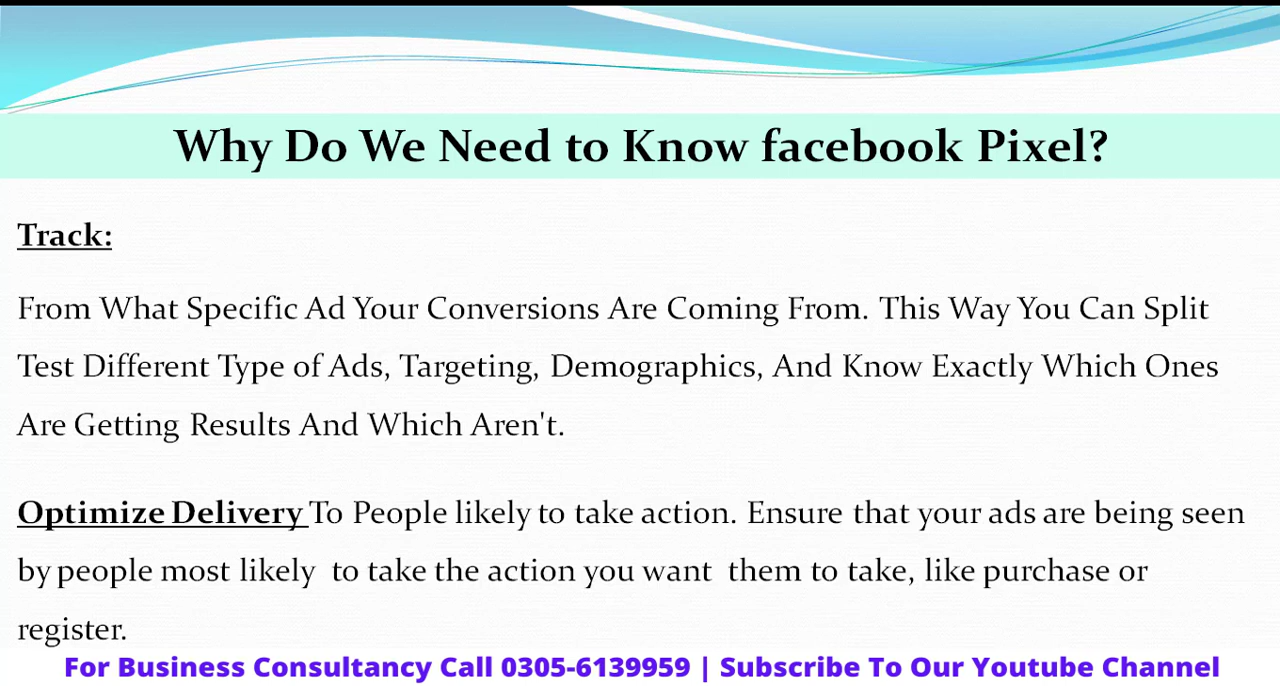 Why Do We Need to Know facebook Pixel?
Track:
From What Specific Ad Your Conversions Are Coming From. This Way You Can Split
Test Different Type of Ads, Targeting, Demographics, And Know Exactly Which Ones
Are Getting Results And Which Aren't.
Optimize Delivery To People likely to take action. Ensure that your ads are being seen
by people most likely to take the action you want them to take, like purchase or
register.
For Business Consultancy Call 0305-6139959 | Subscribe To Our Youtube Channel